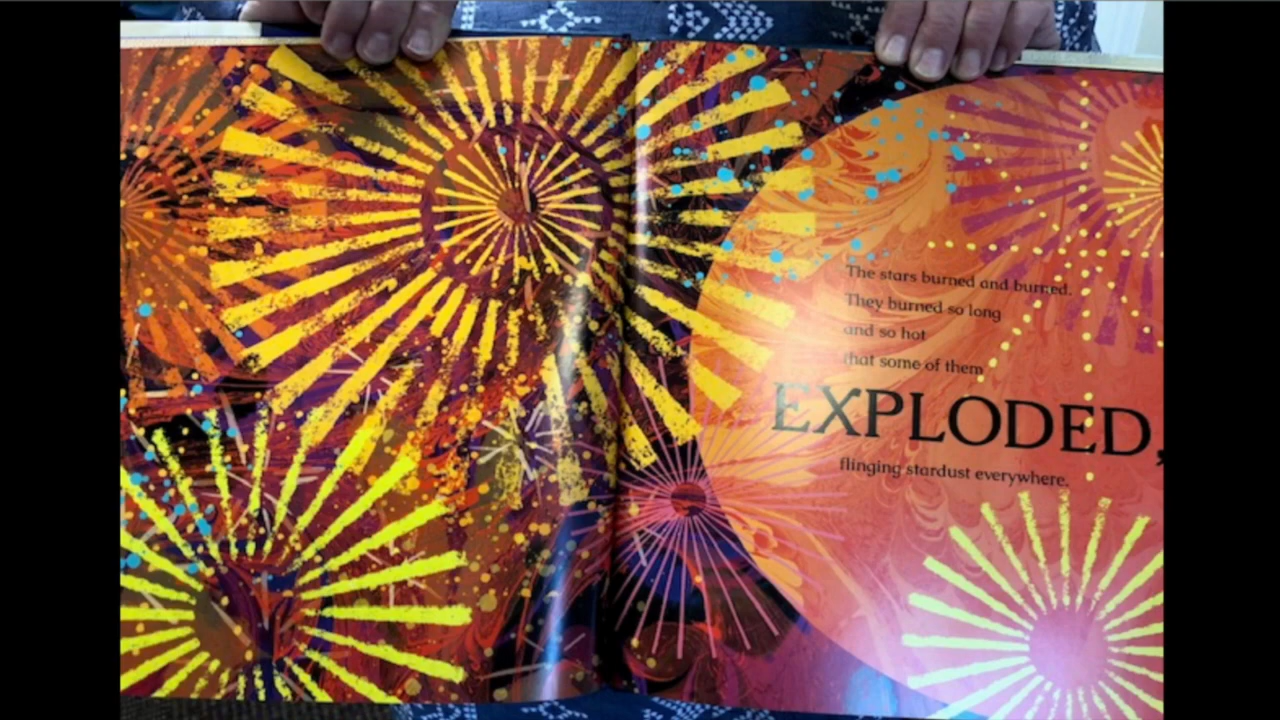 The stars burned and burned.
They burned so long
and so hot
that some of them
EXPLODED,
flinging stardust everywhere.